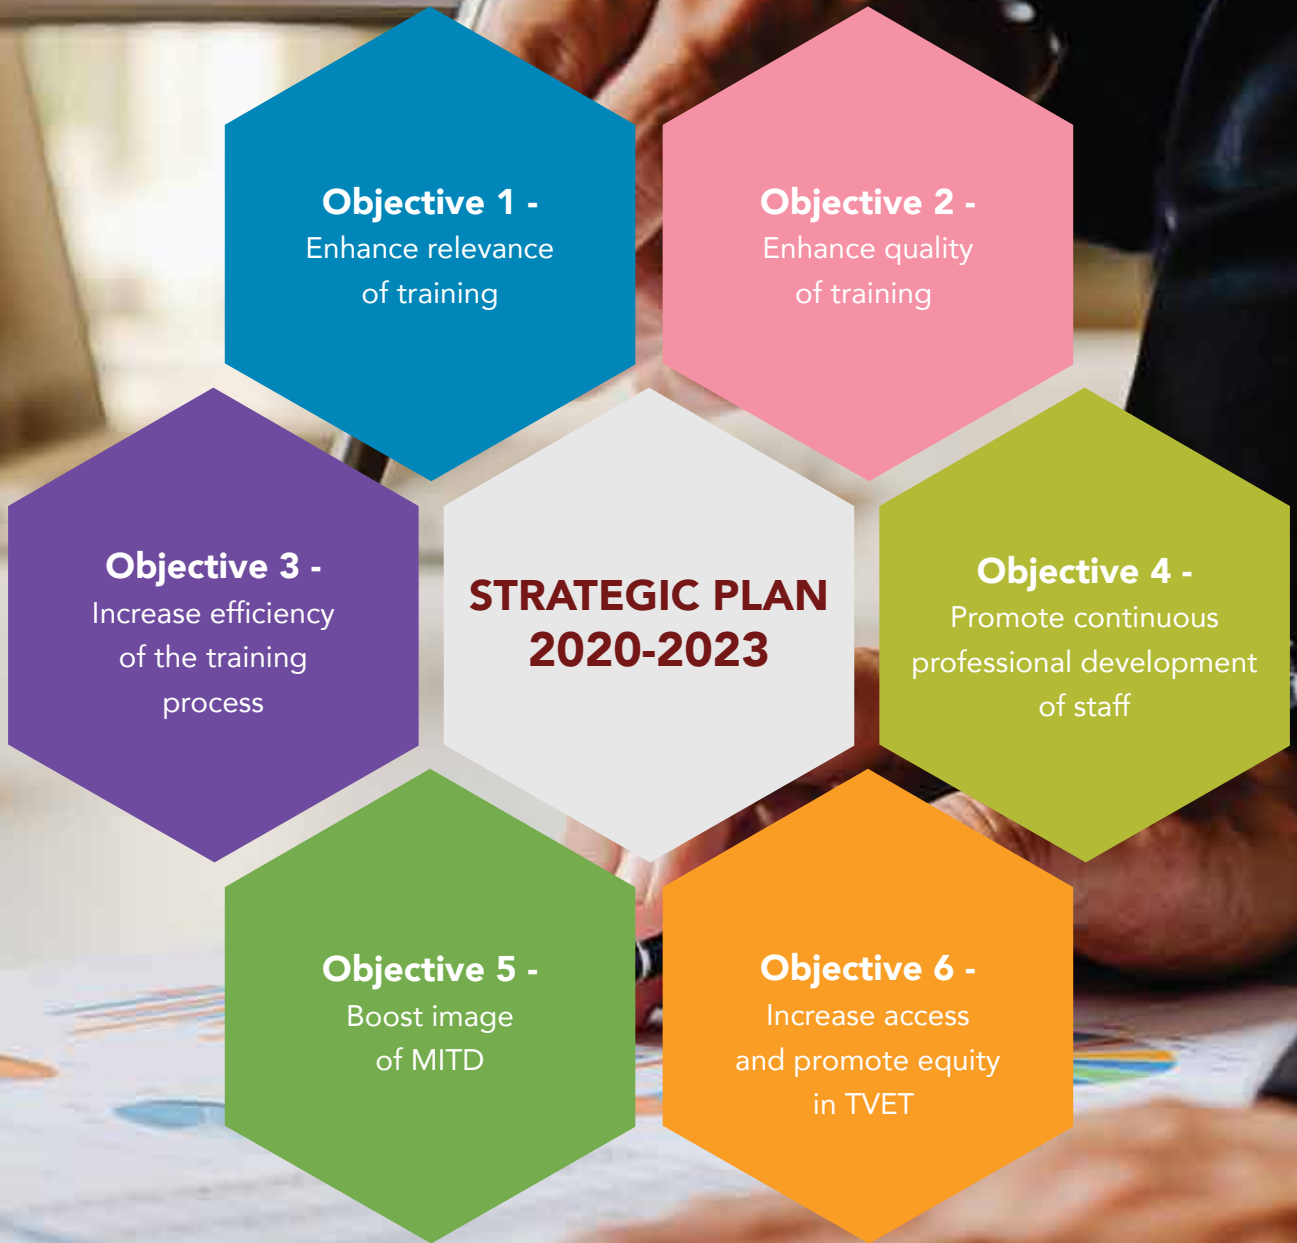 Objective 1 -
Enhance relevance
of training
Objective 2 -
Enhance quality
of training
Objective 3 -
Increase efficiency
of the training
process
STRATEGIC PLAN
2020-2023
Objective 4 -
Promote continuous
professional development
of staff
Objective 5 -
Boost image
of MITD
Objective 6 -
Increase access
and promote equity
in TVET